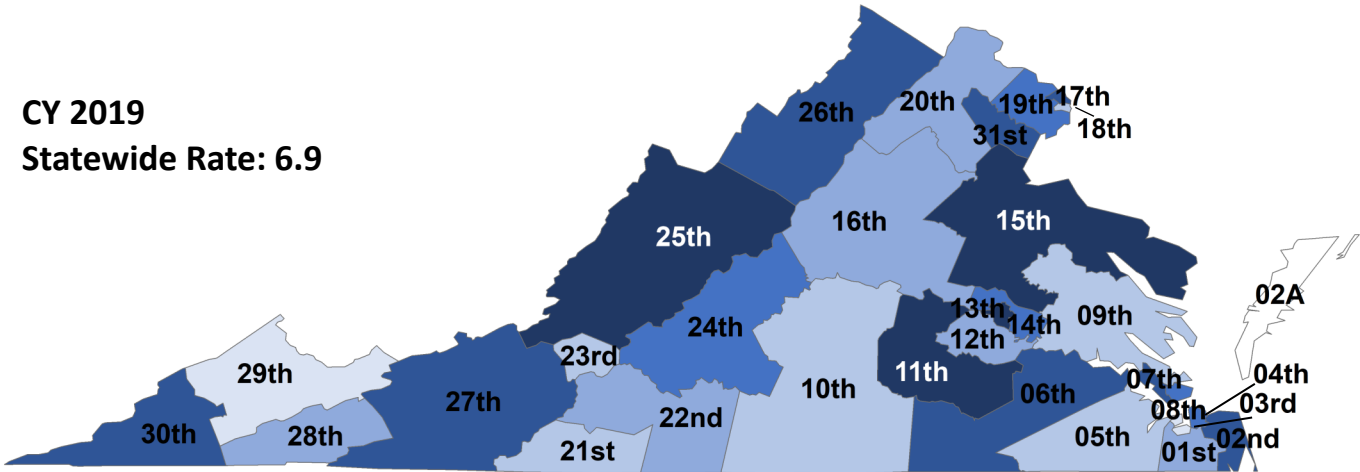 CY 2019
Statewide Rate: 6.9
26th
20th
19th
17th
18th
31st
25th
16th
15th
02A
24th
13th
14th
12th
09th
23rd
29th
27th
11th
10th
06th
07th
04th
03rd
08th
30th
28th
22nd
21st
05th
01st
02nd